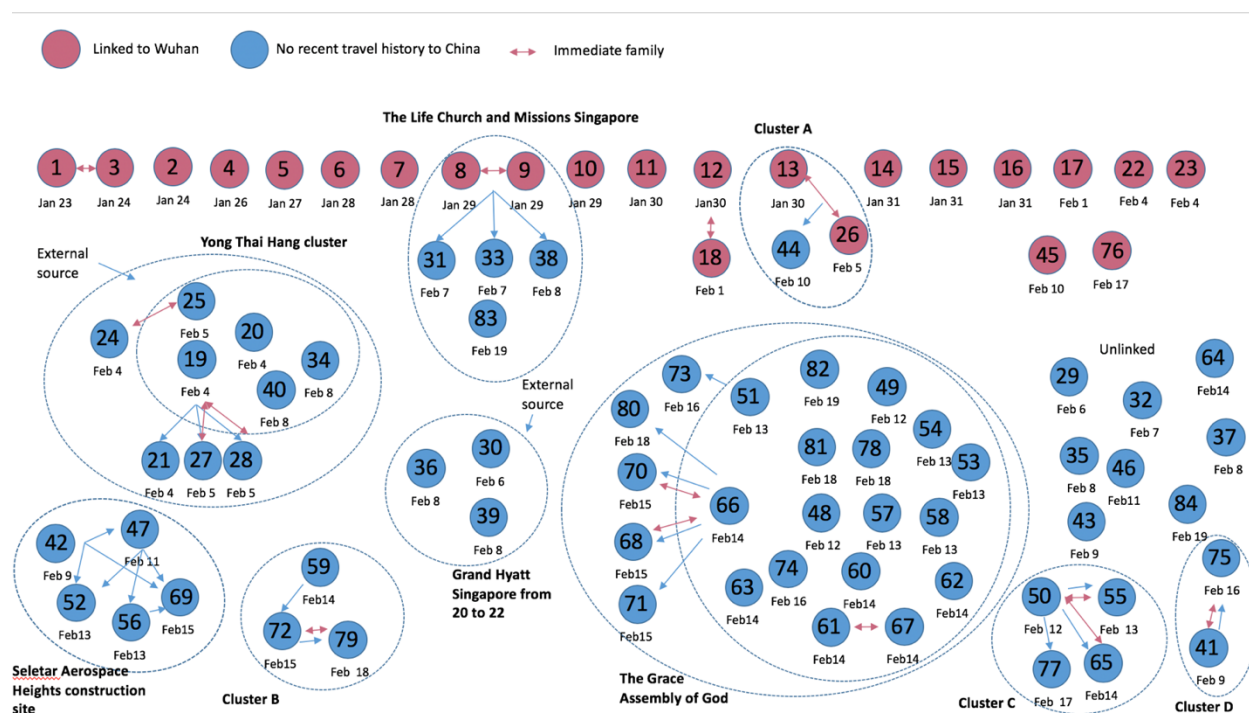 Linked to Wuhan
No recent travel history to China
Immediate family
The Life Church and Missions Singapore
Cluster A
1
3
2
4
5
6
7
8
9
10
11
12
13
14
15
16
17
22
23
Jan 23
Jan 24
Jan 24
Jan 26
Jan 27
Jan 28
Jan 28
Jan 29
Jan 29
Jan 29
Jan 30
Jan30
Jan 30
Jan 31
Jan 31
Jan 31
Feb 1
Feb 4
Feb 4
Yong Thai Hang cluster
External
source
31
33
38
18
44
26
45
76
Feb 7
Feb 7
Feb 8
Feb 1
Feb 10
Feb 5
Feb 10
Feb 17
83
Feb 19
25
Feb 5
24
Feb 4
20
Feb 4
19
Feb 4
34
Feb 8
40
Feb 8
21
27
28
Feb 4
Feb 5
Feb 5
External
source
36
Feb 8
30
Feb 6
39
Feb 8
Grand Hyatt
Singapore from
20 to 22
73
Feb 16
51
Feb 13
82
Feb 19
49
Feb 12
80
Feb 18
54
Feb 13
53
Feb13
81
Feb 18
78
Feb 18
70
Feb15
66
Feb14
48
Feb 12
57
Feb 13
58
Feb 13
68
Feb15
63
Feb14
74
Feb 16
60
Feb14
62
Feb14
71
Feb15
61
Feb14
67
Feb14
The Grace
Assembly of God
Unlinked
29
Feb 6
64
Feb14
32
Feb 7
37
Feb 8
35
Feb 8
46
Feb11
43
Feb 9
84
Feb 19
42
Feb 9
47
Feb 11
52
Feb13
56
Feb13
69
Feb15
Seletar Aerospace
Heights construction
site
59
Feb14
72
Feb15
79
Feb 18
Cluster B
50
Feb 12
55
Feb 13
77
Feb 17
65
Feb14
Cluster C
75
Feb 16
41
Feb 9
Cluster D